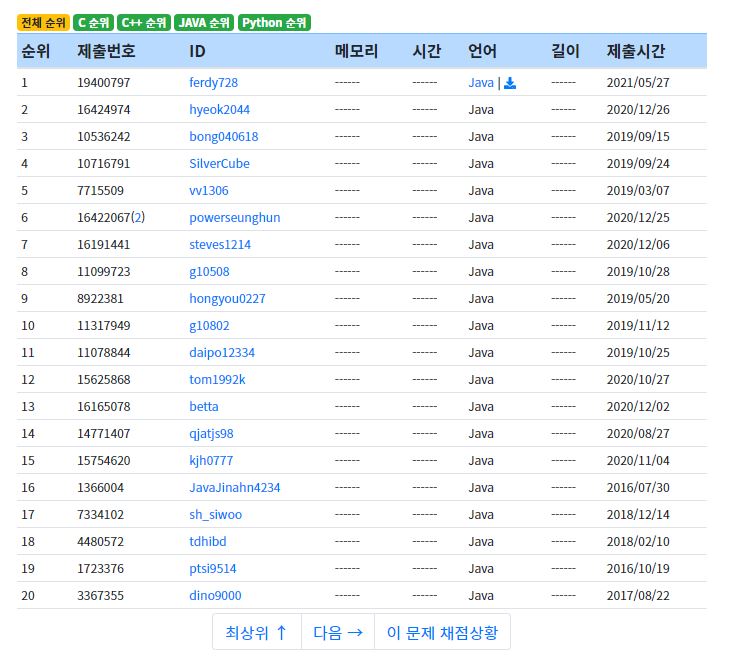 전체 순위 C 순위 C++ 순위 JAVA 순위 Python 순위
순위 제출번호 ID 메모리 시간 언어 길이 제출시간
1 19400797 ferdy728 ------ ------ Java | ------ 2021/05/27
2 16424974 hyeok2044 ------ ------ Java ------ 2020/12/26
3 10536242 bong040618 ------ ------ Java ------ 2019/09/15
4 10716791 SilverCube ------ ------ Java ------ 2019/09/24
5 7715509 vv1306 ------ ------ Java ------ 2019/03/07
6 16422067(2) powerseunghun ------ ------ Java ------ 2020/12/25
7 16191441 steves1214 ------ ------ Java ------ 2020/12/06
8 11099723 g10508 ------ ------ Java ------ 2019/10/28
9 8922381 hongyou0227 ------ ------ Java ------ 2019/05/20
10 11317949 g10802 ------ ------ Java ------ 2019/11/12
11 11078844 daipo12334 ------ ------ Java ------ 2019/10/25
12 15625868 tom1992k ------ ------ Java ------ 2020/10/27
13 16165078 betta ------ ------ Java ------ 2020/12/02
14 14771407 qjatjs98 ------ ------ Java ------ 2020/08/27
15 15754620 kjh0777 ------ ------ Java ------ 2020/11/04
16 1366004 JavaJinahn4234 ------ ------ Java ------ 2016/07/30
17 7334102 sh_siwoo ------ ------ Java ------ 2018/12/14
18 4480572 tdhibd ------ ------ Java ------ 2018/02/10
19 1723376 ptsi9514 ------ ------ Java ------ 2016/10/19
20 3367355 dino9000 ------ ------ Java ------ 2017/08/22
최상위 ↑ 다음 → 이 문제 채점상황